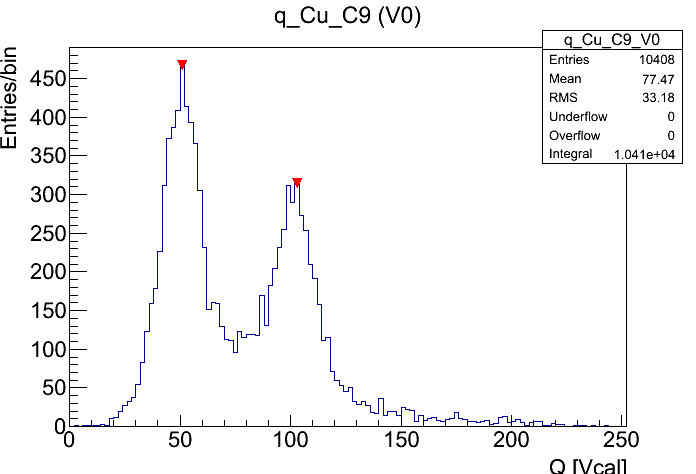 q_Cu_C9 (V0)
Entries/bin
q_Cu_C9_V0
Entries 10408
Mean 77.47
RMS 33.18
Underflow 0
Overflow 0
Integral 1.041e+04
450
400
350
300
250
200
150
100
50
0
0 50 100 150 200 250
Q [Vcal]